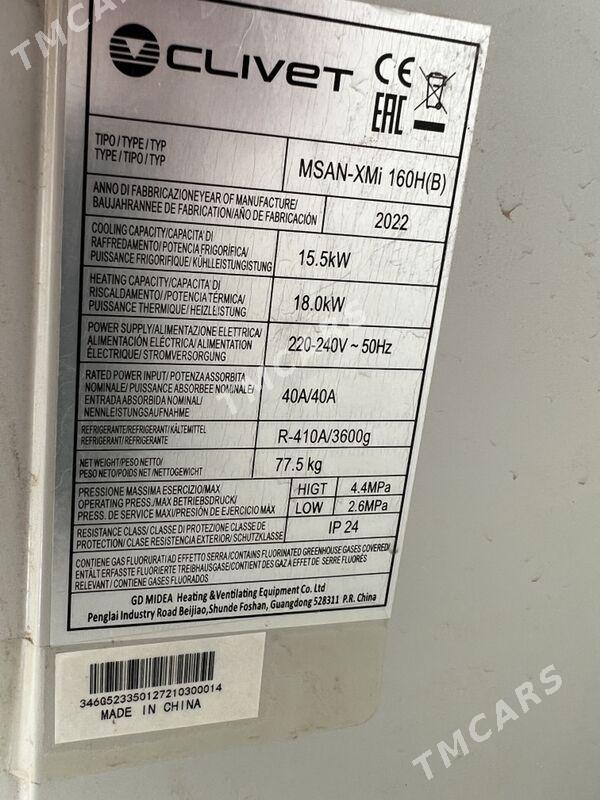 TMCARS
CLIVET
CE
EAC
TIPO/TYPE/TYP
TYPE/TIPO/TYP
MSAN-XMi 160H(B)
ANNO DI FABBRICAZIONEYEAR OF MANUFACTURE/
BAUJAHRANNEE DE FABRICATION/AÑO DE FABRICACIÓN
2022
COOLING CAPACITY/CAPACITA DI
RAFFREDAMENTO/POTENCIA FRIGORÍFICA/
PUISSANCE FRIGORIFIQUE/KÜHLLEISTUNGISTUNG
15.5kW
HEATING CAPACITY/CAPACITA' DI
RISCALDAMENTO//POTENCIA TÉRMICA/
PUISSANCE THERMIQUE/HEIZLEISTUNG
18.0kW
POWER SUPPLY/ALIMENTAZIONE ELETTRICA/
ALIMENTACIÓN ELÉCTRICA/ALIMENTATION
ÉLECTRIQUE/STROMVERSORGUNG
220-240V ~ 50Hz
TMCARS
RATED POWER INPUT/POTENZAASSORBITA
NOMINALE/PUISSANCE ABSORBEE NOMINALE/
ENTRADA ABSORBIDA NOMINAL/
NENNLEISTUNGSAUFNAHME
40A/40A
REFRIGERANTE/REFRIGERANT/KÄLTEMITTEL
REFRIGERANT/REFRIGERANTE
R-410A/3600g
NET WEIGHT/PESO NETTO/
PESO NETO/POIDS NET/NETTOGEWICHT
77.5 kg
PRESSIONE MASSIMA ESERCIZIO/MAX
OPERATING PRESS./MAX BETRIEBSDRUCK/
PRESS. DE SERVICE MAXI/PRESIÓN DE EJERCICIO MÁX
HIGT 4.4MPa
LOW 2.6MPa
RESISTANCE CLASS/ CLASSE DI PROTEZIONE CLASSE DE
PROTECTION/ CLASE RESISTENCIA EXTERIOR/SCHUTZKLASSE
IP 24
CONTIENE GAS FLUORURATI AD EFFETTO SERRA/CONTAINS FLUORINATED GREENHOUSE GASES COVERED/
ENTÄLT ERFASSTE FLUORIERTE TREIBHAUSGASE/CONTIENT DES GAZ À EFFET DE SERRE FLUORÉS
RELEVANT / CONTIENE GASES FLUORADOS
GD MIDEA Heating &Ventilating Equipment Co. Ltd
Penglai Industry Road Beijiao,Shunde Foshan, Guangdong 528311 P.R. China
346G523350127210300014
MADE IN CHINA
TMCARS